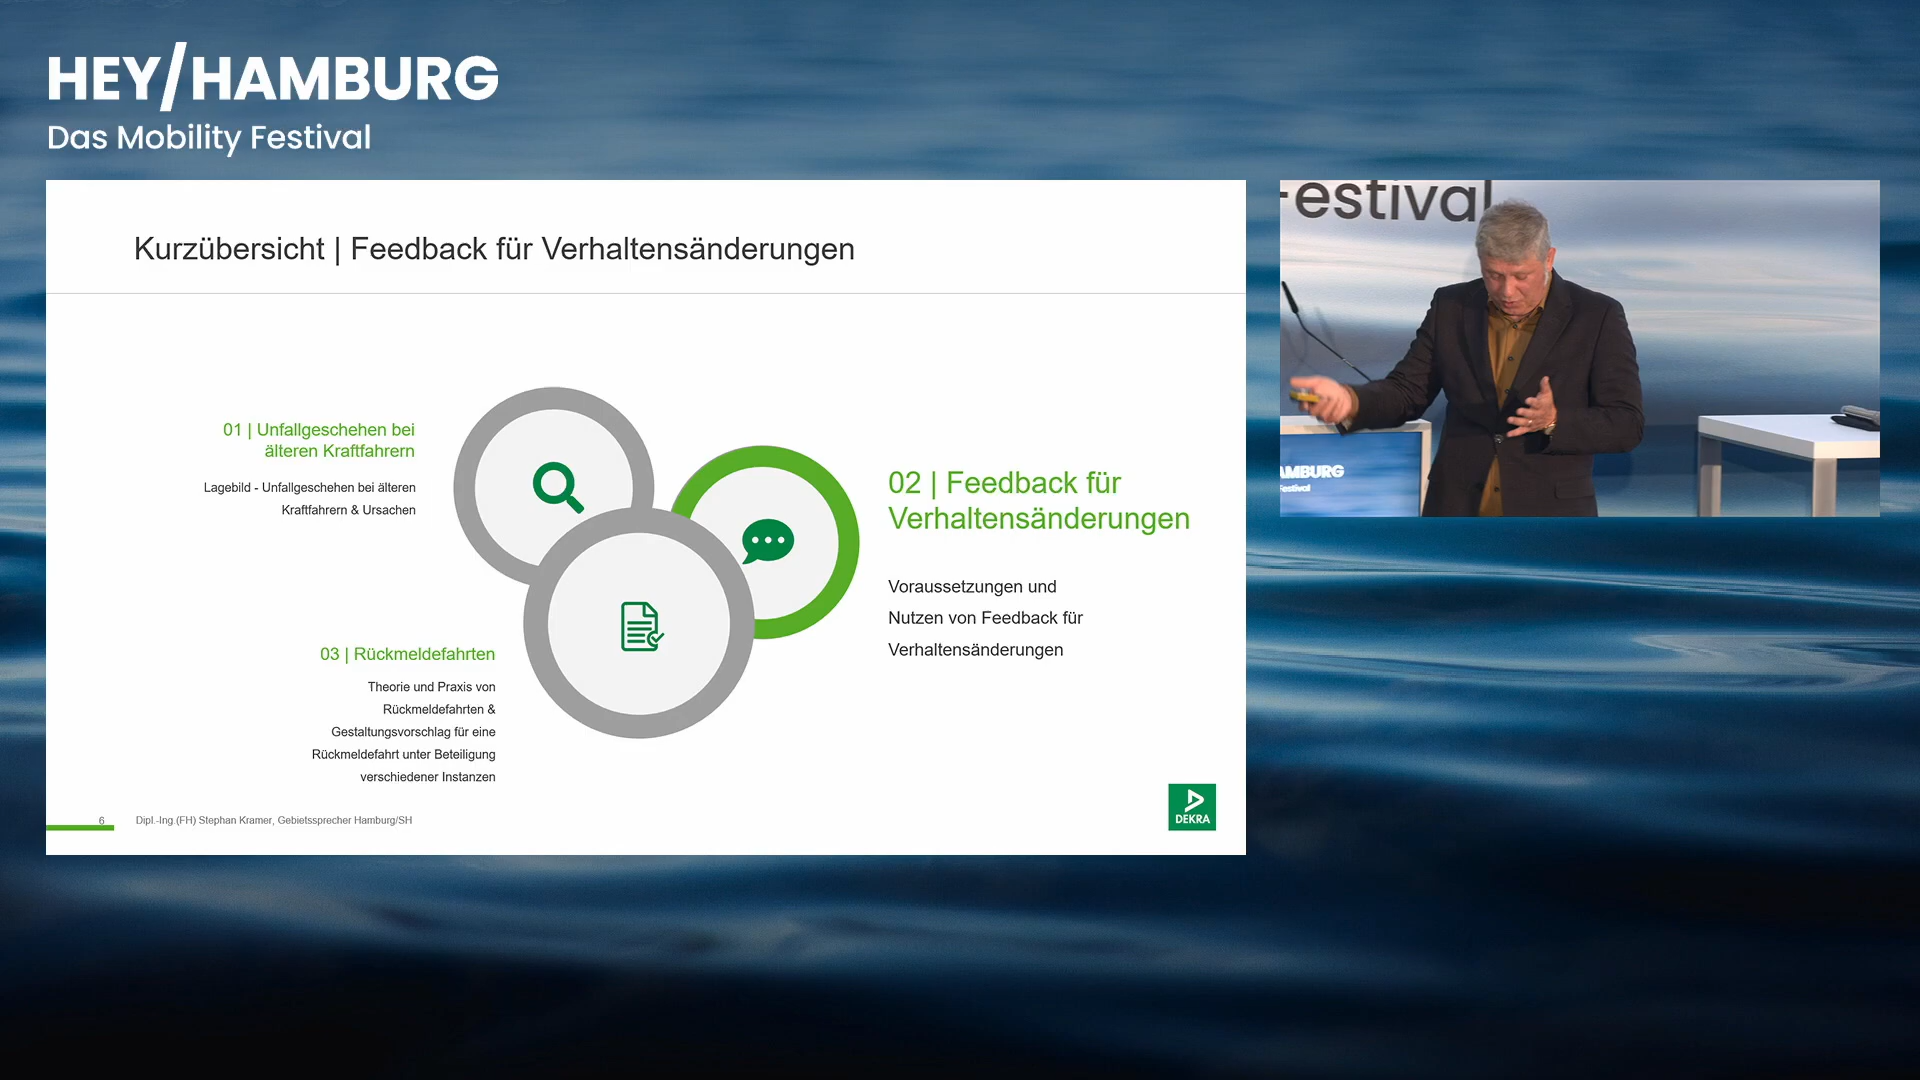 HEY/HAMBURG
Das Mobility Festival
Kurzübersicht | Feedback für Verhaltensänderungen
01 | Unfallgeschehen bei
älteren Kraftfahrern
Lagebild - Unfallgeschehen bei älteren
Kraftfahrern & Ursachen
02 | Feedback für
Verhaltensänderungen
Voraussetzungen und
Nutzen von Feedback für
Verhaltensänderungen
03 | Rückmeldefahrten
Theorie und Praxis von
Rückmeldefahrten &
Gestaltungsvorschlag für eine
Rückmeldefahrt unter Beteiligung
verschiedener Instanzen
6
Dipl.-Ing.(FH) Stephan Kramer, Gebietssprecher Hamburg/SH
DEKRA
estival
AMBURG
Festival